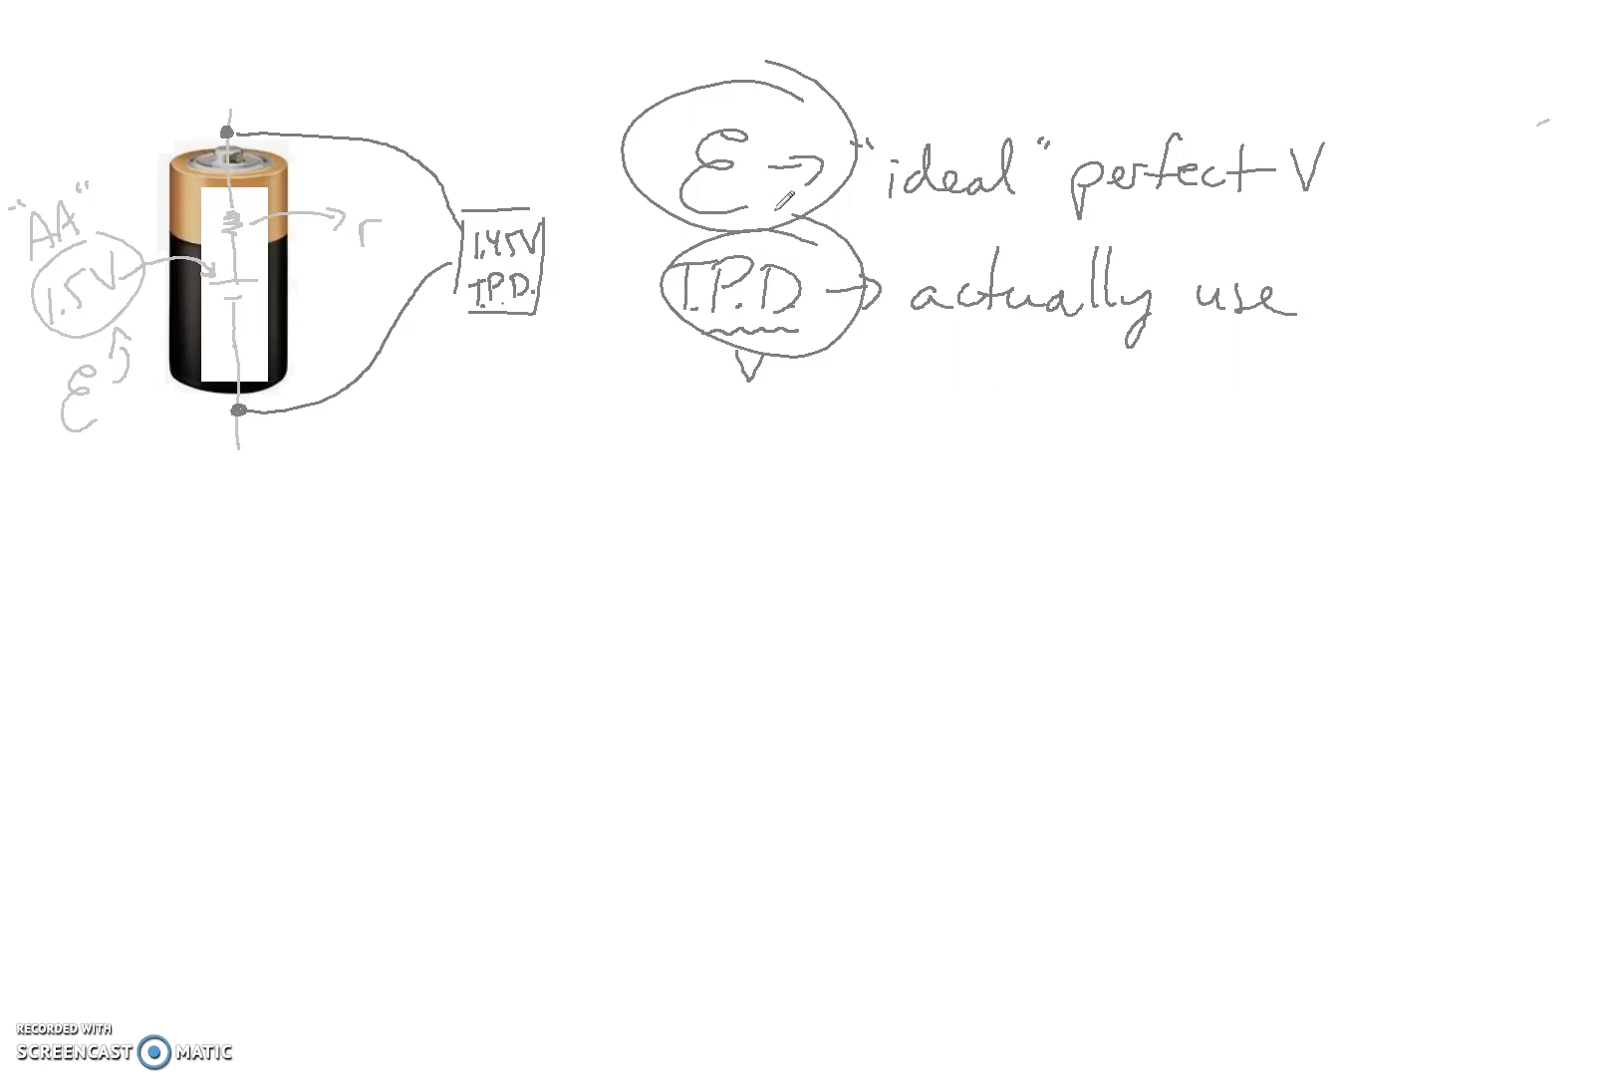 "AA"
1.5V
ℰ
r
1.45V
T.P.D.
ℰ → "ideal" perfect V
T.P.D → actually use
V
RECORDED WITH
SCREENCAST MATIC